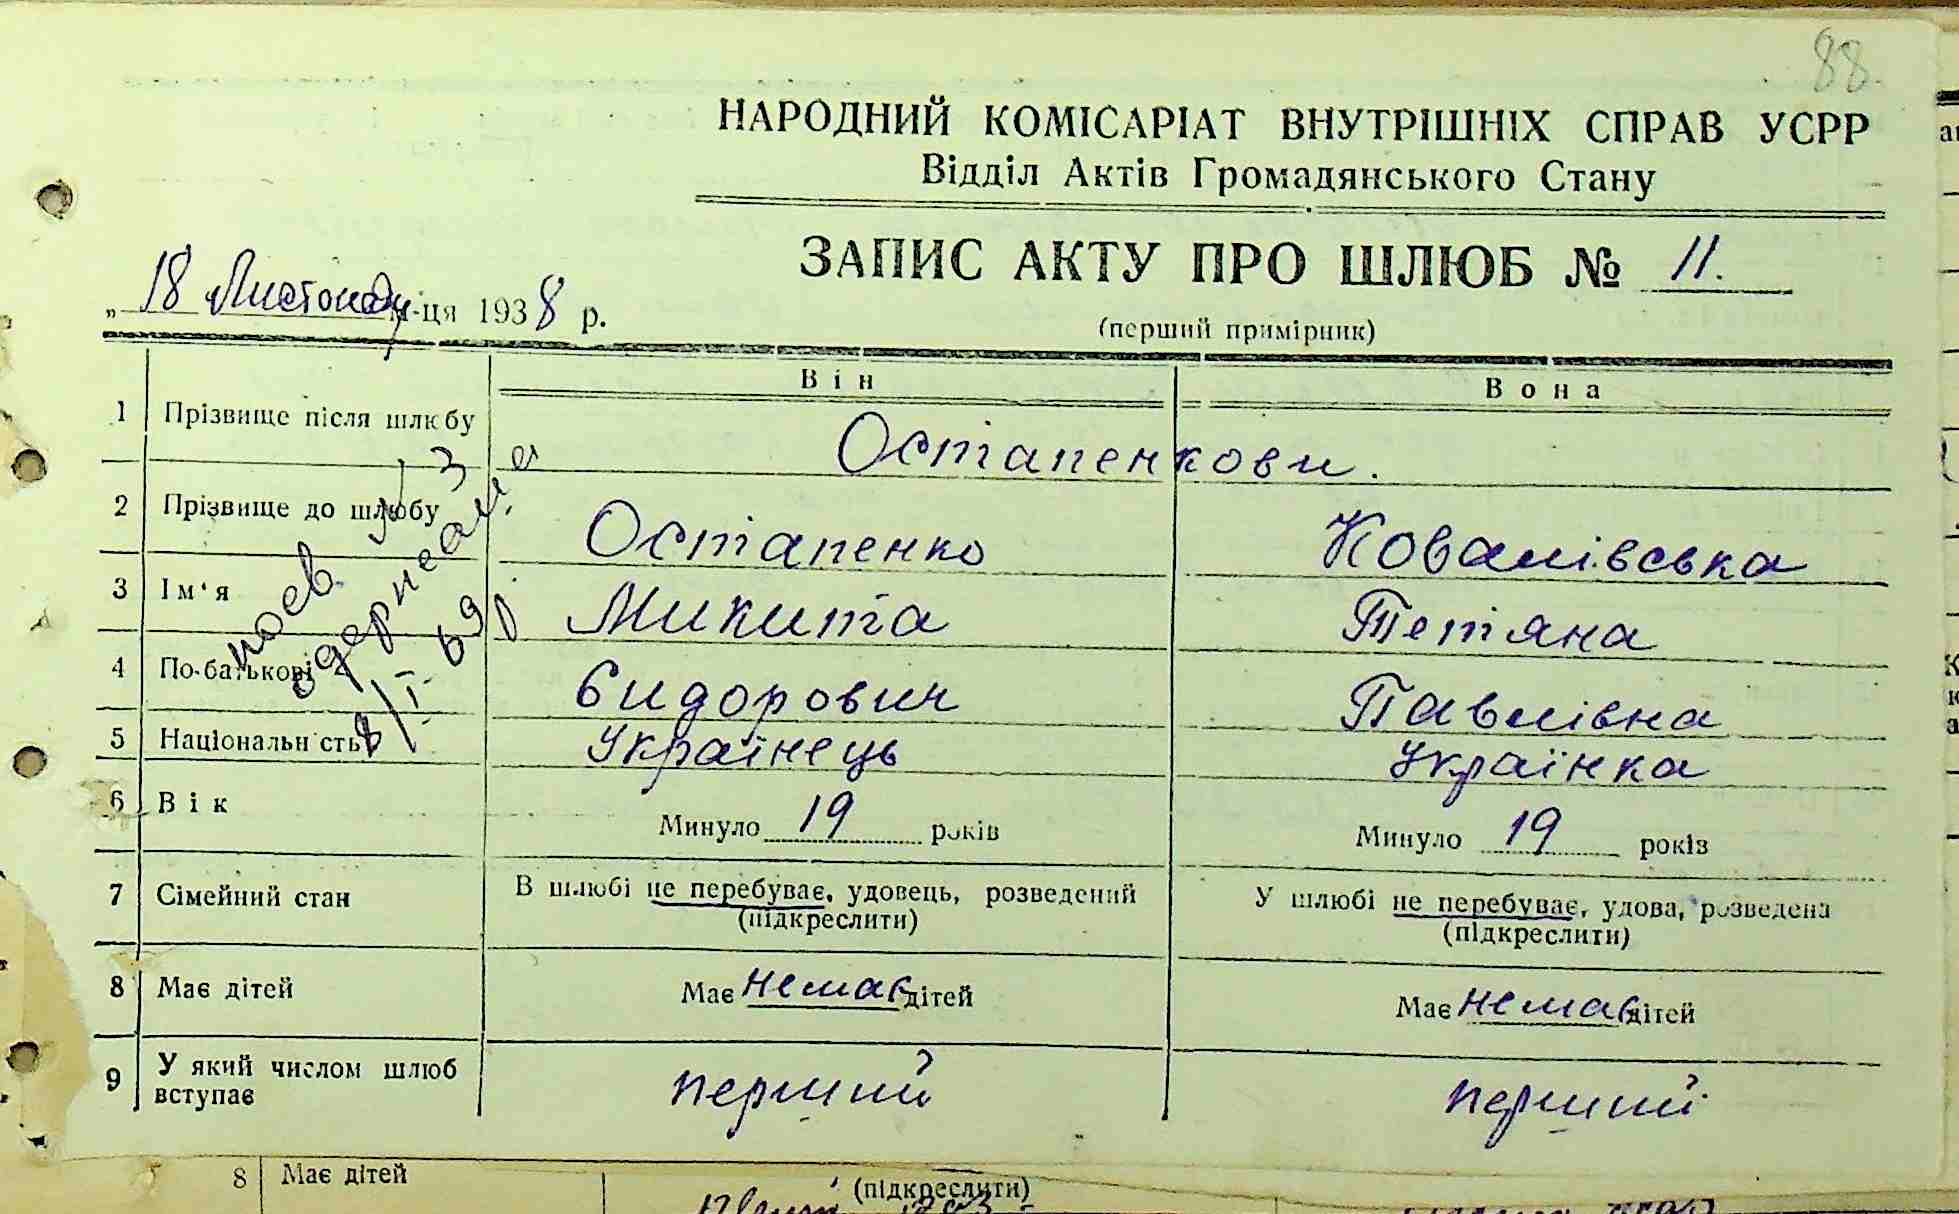 88
НАРОДНИЙ КОМІСАРІАТ ВНУТРІШНІХ СПРАВ УСРР
Відділ Актів Громадянського Стану
ЗАПИС АКТУ ПРО ШЛЮБ № 11.
„ 18 Листопаду м-ця 1938 р.
(перший примірник)
Він Вона
1 Прізвище після шлюбу Остапенкови.
2 Прізвище до шлюбу Остапенко Ковалівська
3 Ім‘я Микита Тетяна
4 По-батькові Сидорович Павлівна
5 Національність Українець Українка
6 Вік Минуло 19 років Минуло 19 років
7 Сімейний стан В шлюбі не перебуває, удовець, розведений У шлюбі не перебуває, удова, розведена
(підкреслити) (підкреслити)
8 Має дітей Має немає дітей Має немає дітей
9 У який числом шлюб вступає перший перший
8/I-69 р
8 Має дітей
(підкреслити)